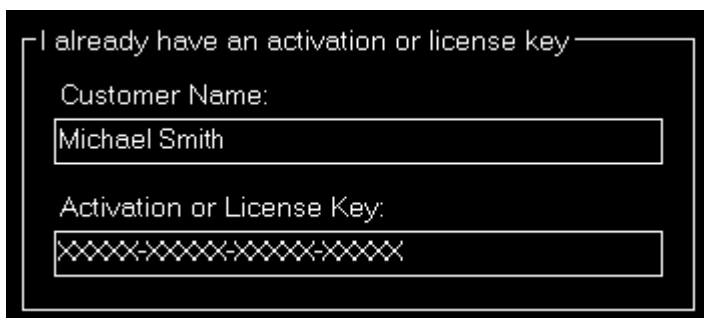 I already have an activation or license key
Customer Name:
Michael Smith
Activation or License Key:
XXXXX-XXXXX-XXXXX-XXXXX